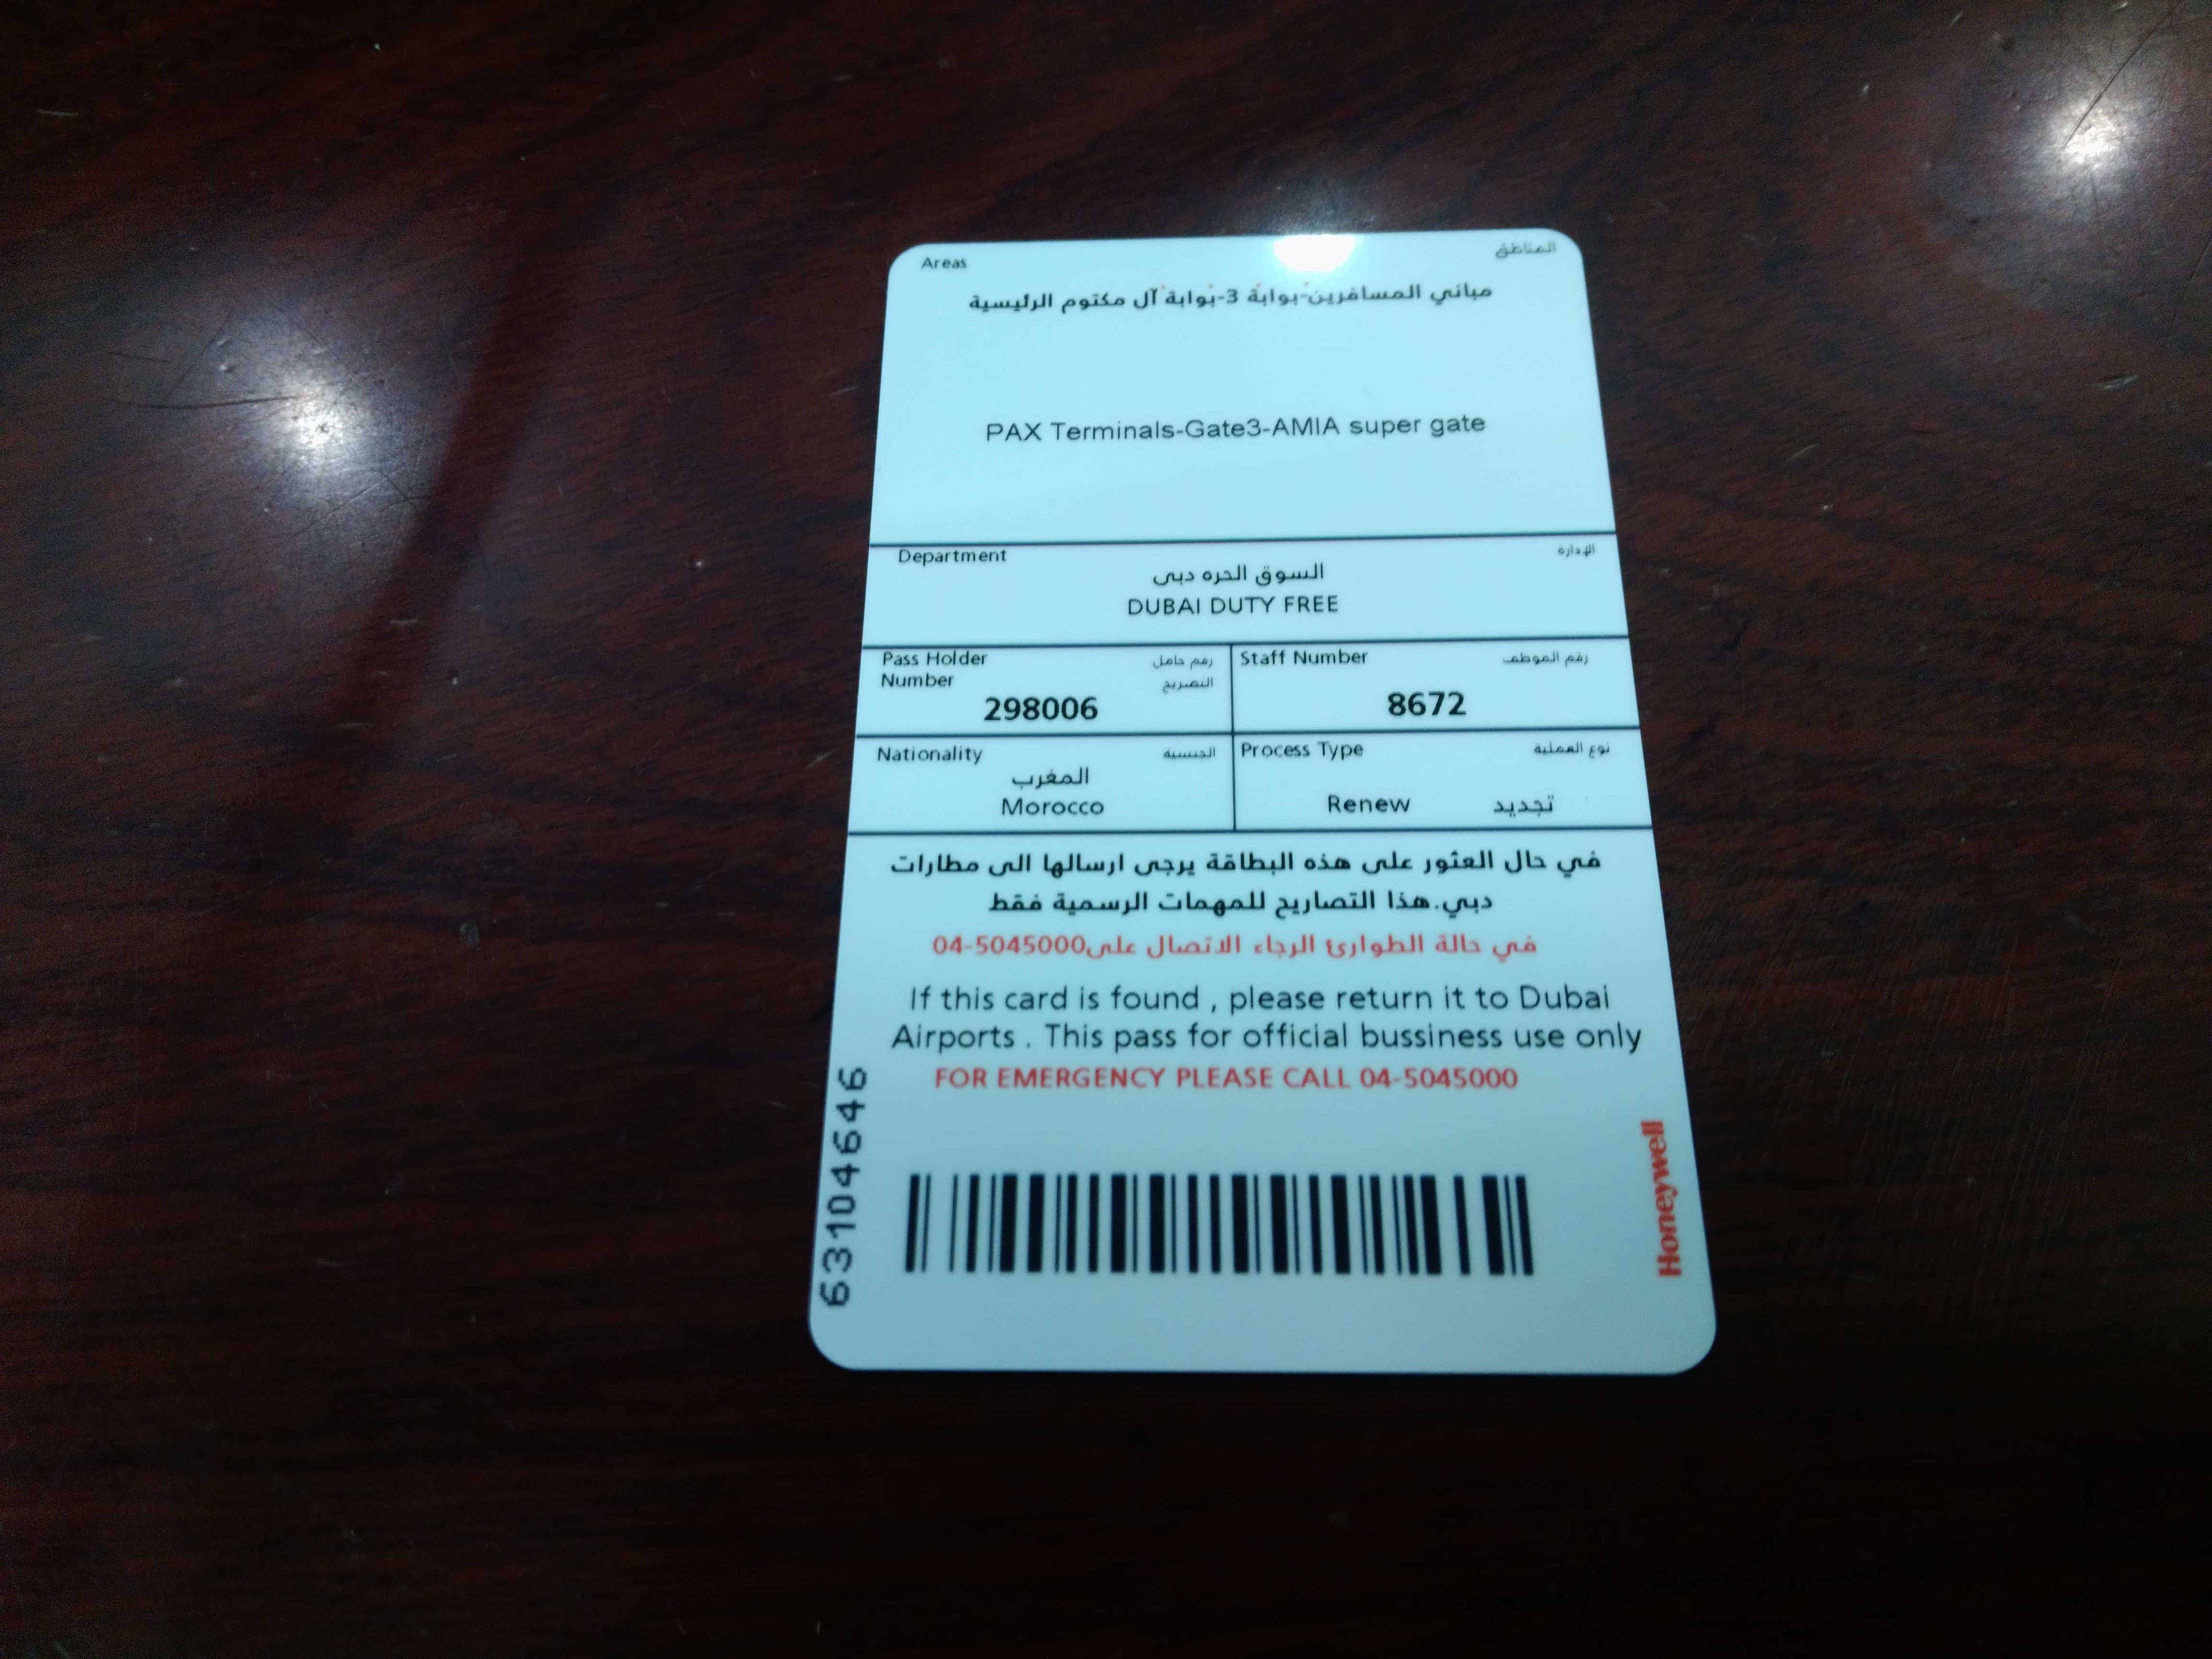 Areas المناطق
مباني المسافرين-بوابة 3-بوابة آل مكتوم الرئيسية
PAX Terminals-Gate3-AMIA super gate
Department الإدارة
السوق الحره دبى
DUBAI DUTY FREE
Pass Holder رقم حامل
Number التصريح
298006
Staff Number رقم الموظف
8672
Nationality الجنسية
المغرب
Morocco
Process Type نوع العملية
Renew تجديد
في حال العثور على هذه البطاقة يرجى ارسالها الى مطارات
دبي.هذا التصاريح للمهمات الرسمية فقط
في حالة الطوارئ الرجاء الاتصال على04-5045000
If this card is found , please return it to Dubai
Airports . This pass for official bussiness use only
FOR EMERGENCY PLEASE CALL 04-5045000
63104646
Honeywell